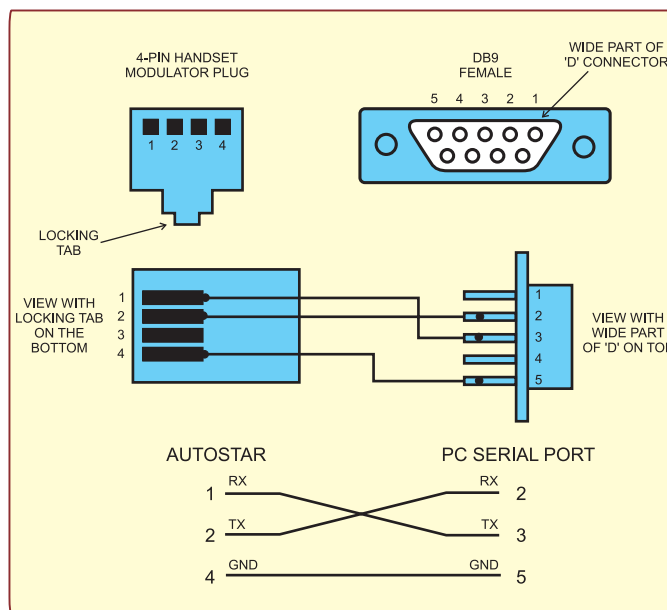 4-PIN HANDSET
MODULATOR PLUG
1 2 3 4
LOCKING
TAB
DB9
FEMALE
WIDE PART OF
'D' CONNECTOR
5 4 3 2 1
VIEW WITH
LOCKING TAB
ON THE
BOTTOM
1
2
3
4
1
2
3
4
5
VIEW WITH
WIDE PART
OF 'D' ON TOP
AUTOSTAR PC SERIAL PORT
1 RX RX 2
2 TX TX 3
4 GND GND 5